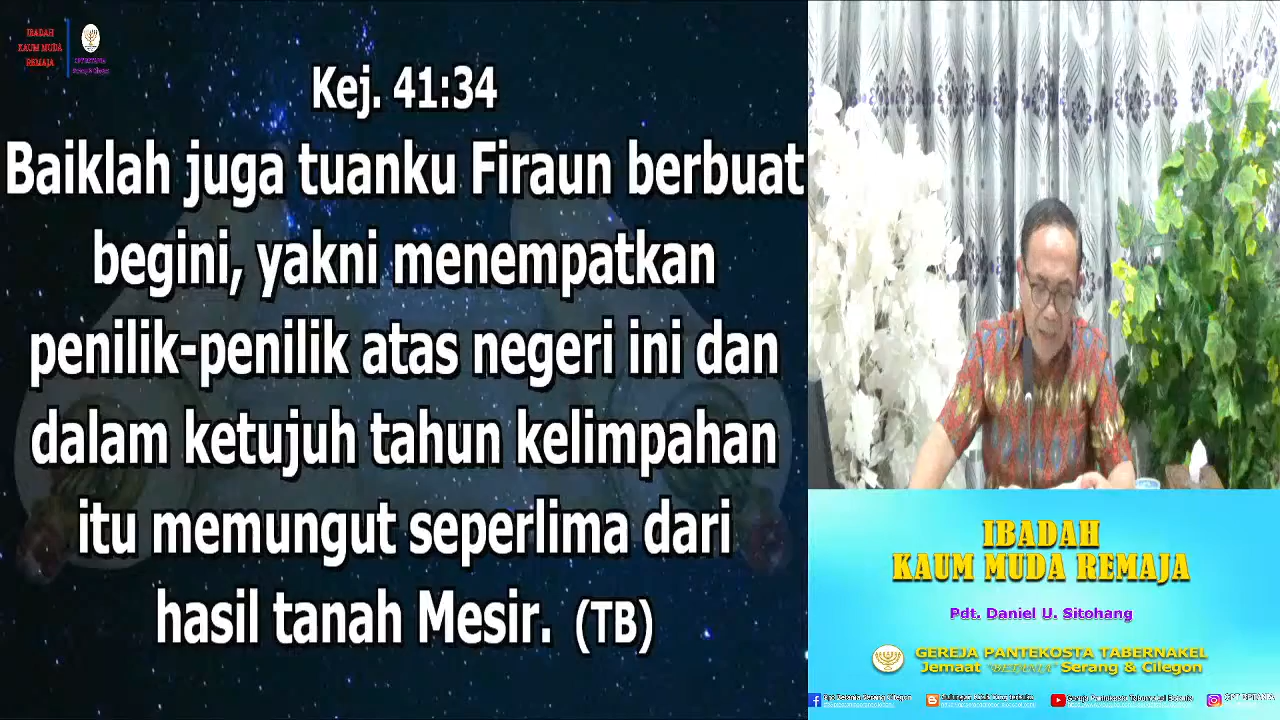 IBADAH
KAUM MUDA
REMAJA
Kej. 41:34
Baiklah juga tuanku Firaun berbuat
begini, yakni menempatkan
penilik-penilik atas negeri ini dan
dalam ketujuh tahun kelimpahan
itu memungut seperlima dari
hasil tanah Mesir. (TB)
IBADAH
KAUM MUDA REMAJA
Pdt. Daniel U. Sitohang
GEREJA PANTEKOSTA TABERNAKEL
Jemaat "BETANIA" Serang & Cilegon